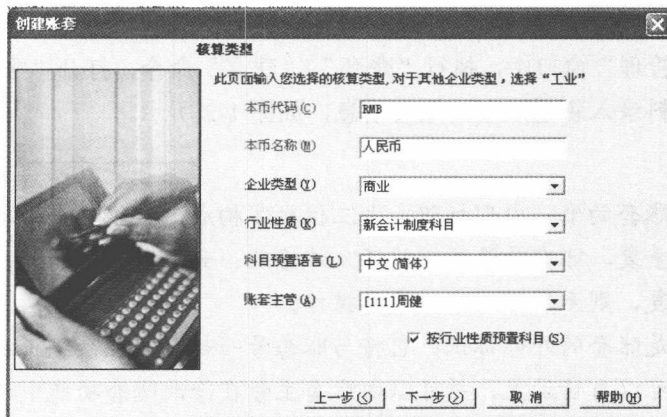 创建账套
核算类型
此页面输入您选择的核算类型,对于其他企业类型，选择“工业”
本币代码(C) RMB
本币名称(M) 人民币
企业类型(Y) 商业
行业性质(K) 新会计制度科目
科目预置语言(L) 中文(简体)
账套主管(A) [111]周健
按行业性质预置科目(S)
上一步(<) 下一步(>) 取 消 帮助(H)